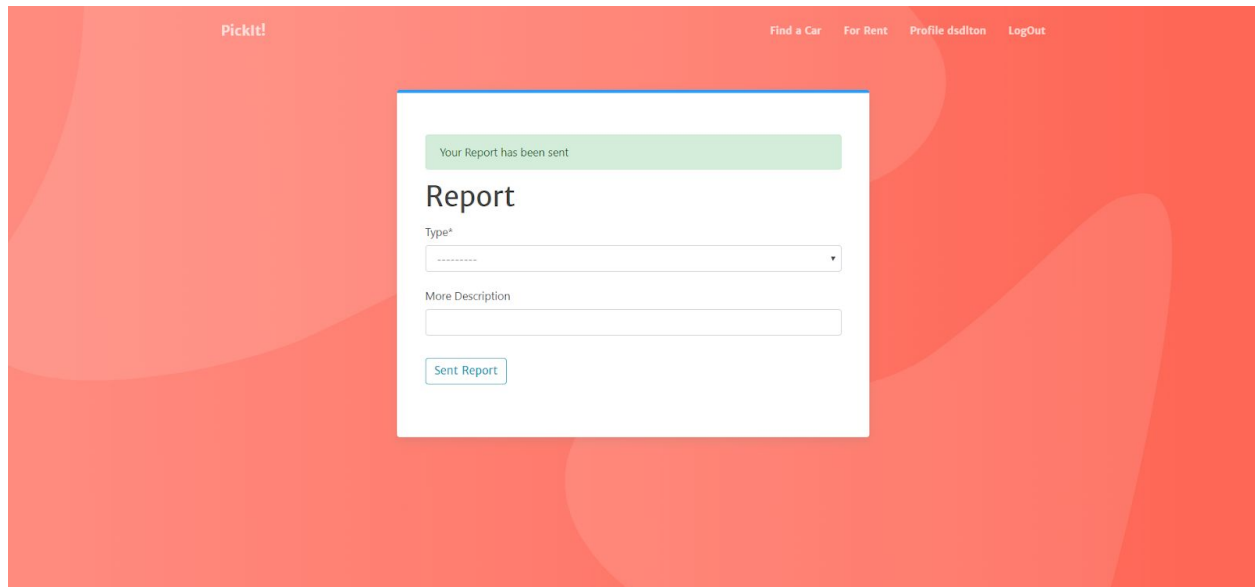 PickIt!
Find a Car For Rent Profile dsdlton LogOut
Your Report has been sent
Report
Type*
---------
More Description
Sent Report